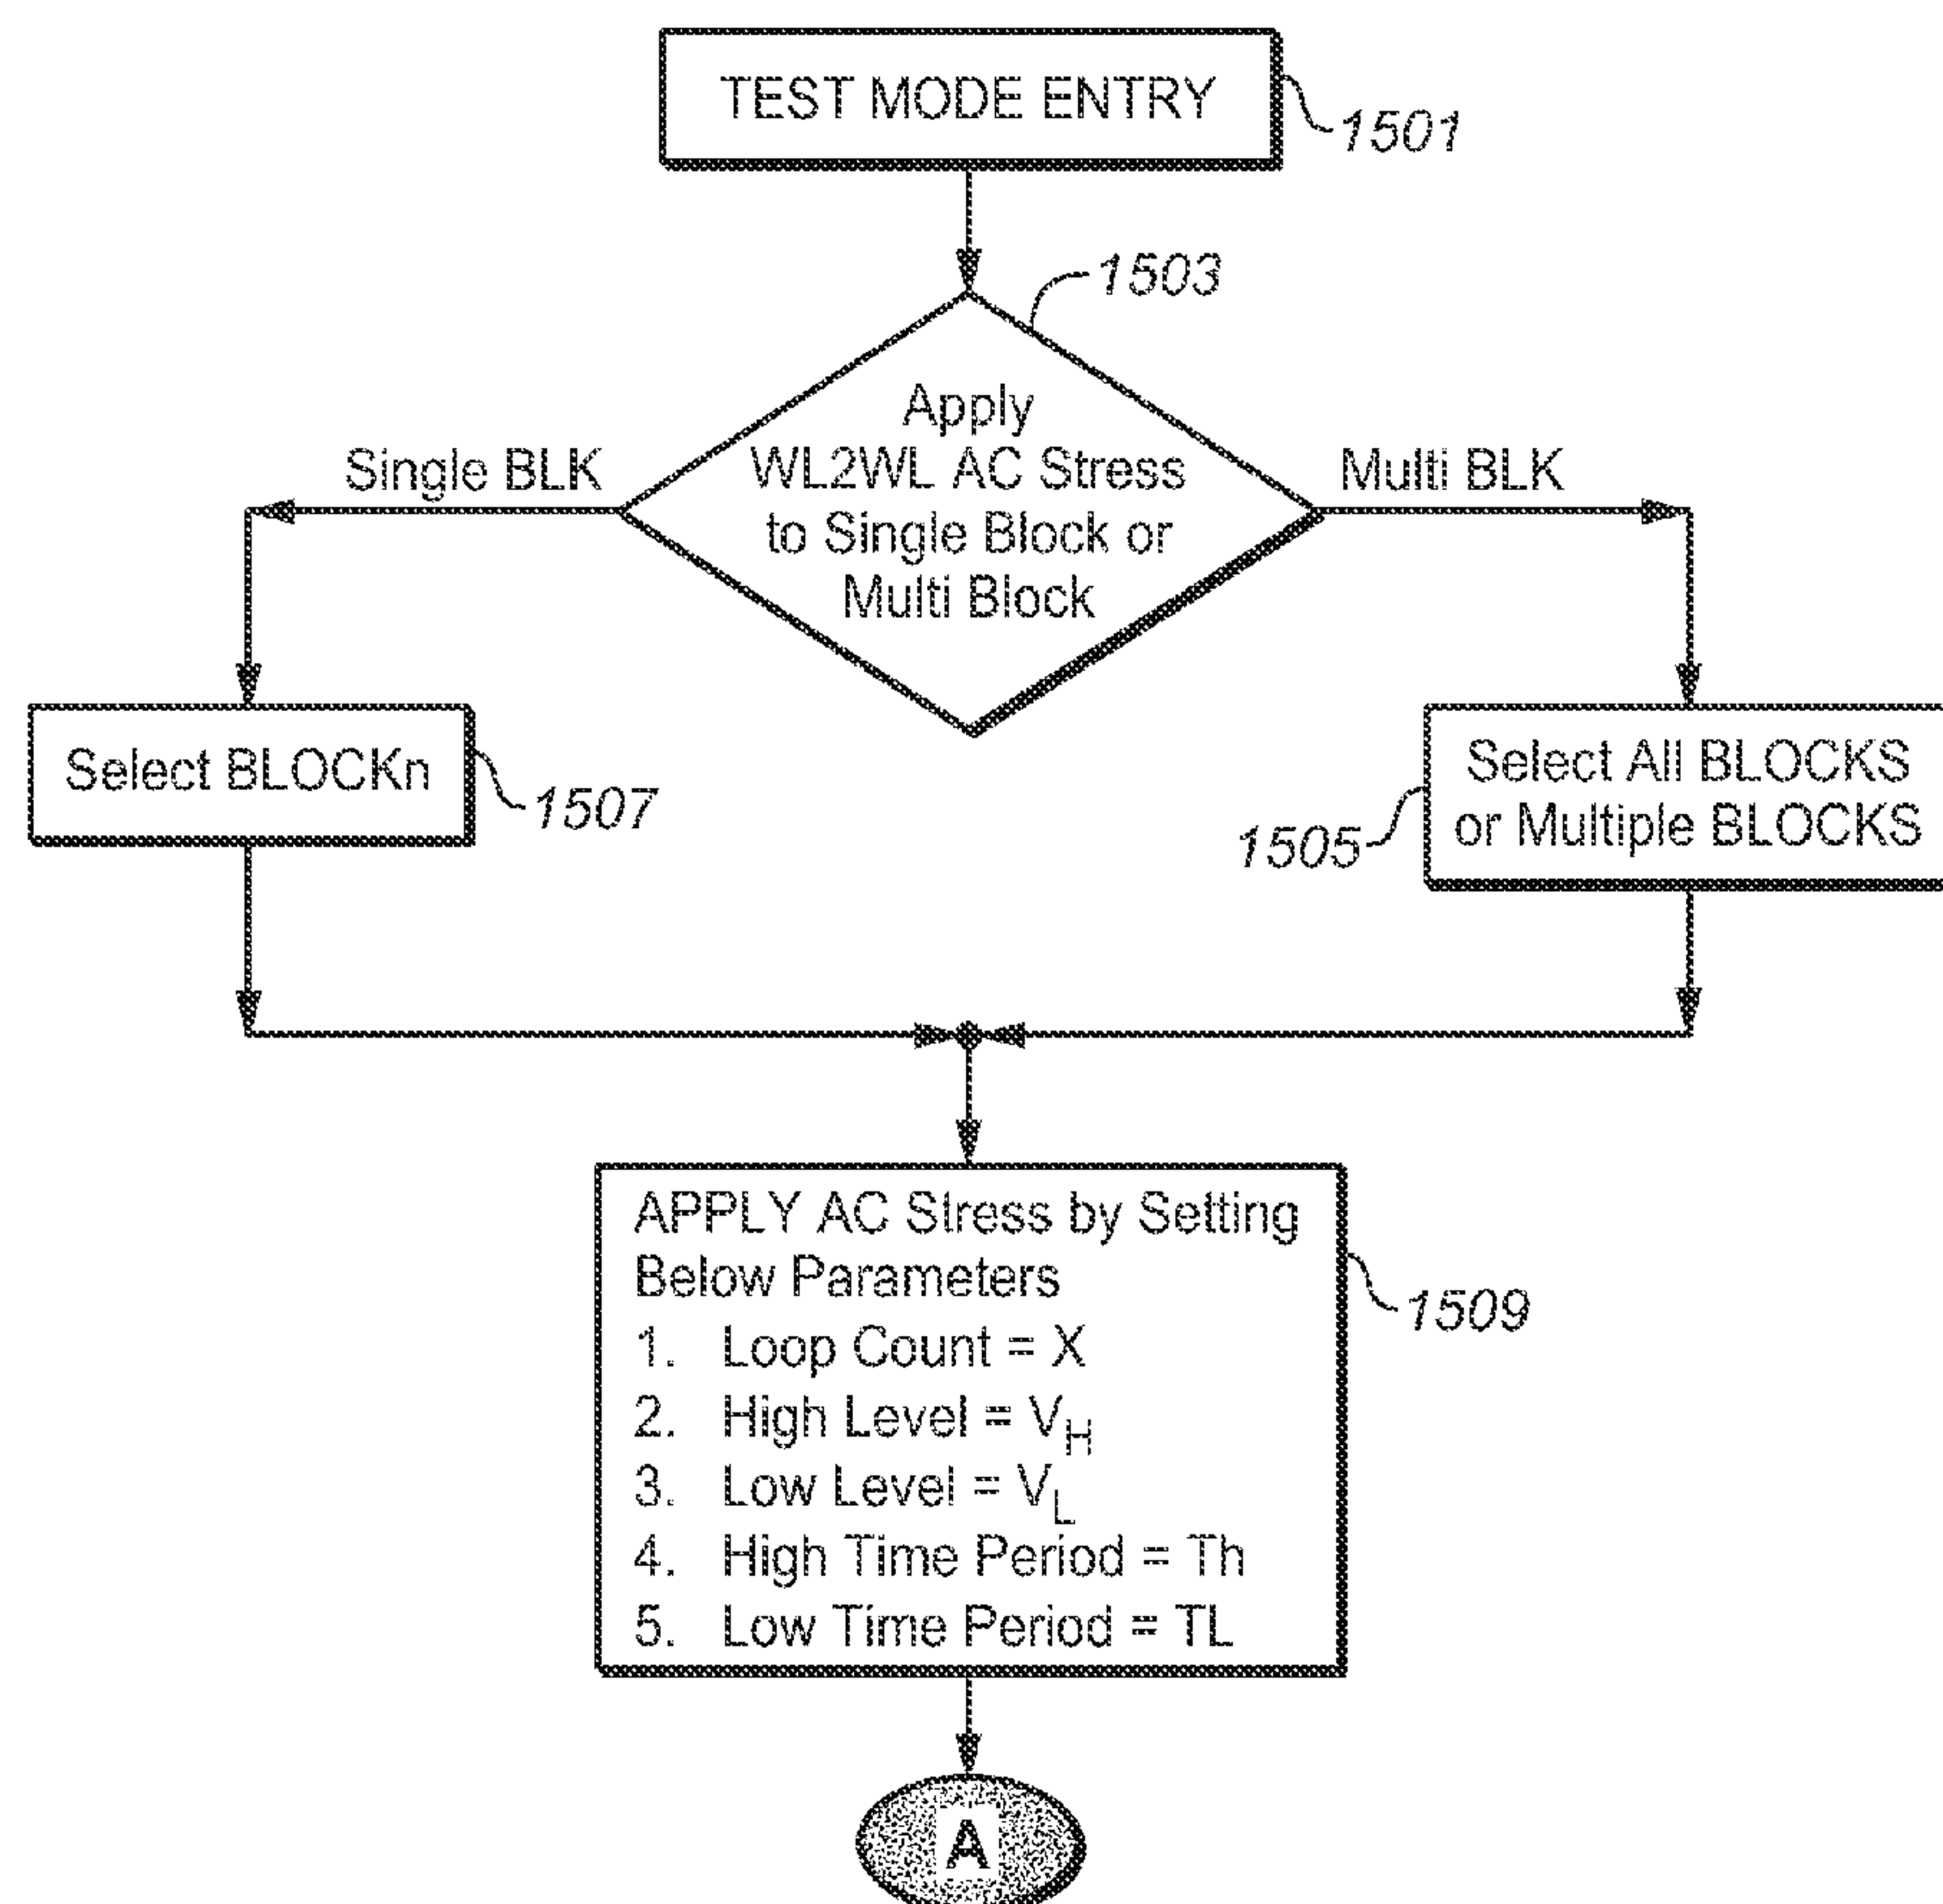 TEST MODE ENTRY
1501
1503
Apply
WL2WL AC Stress
to Single Block or
Multi Block
Single BLK
Multi BLK
Select BLOCKn
1507
Select All BLOCKS
or Multiple BLOCKS
1505
APPLY AC Stress by Setting
Below Parameters
1. Loop Count = X
2. High Level = V_H
3. Low Level = V_L
4. High Time Period = Th
5. Low Time Period = TL
1509
A